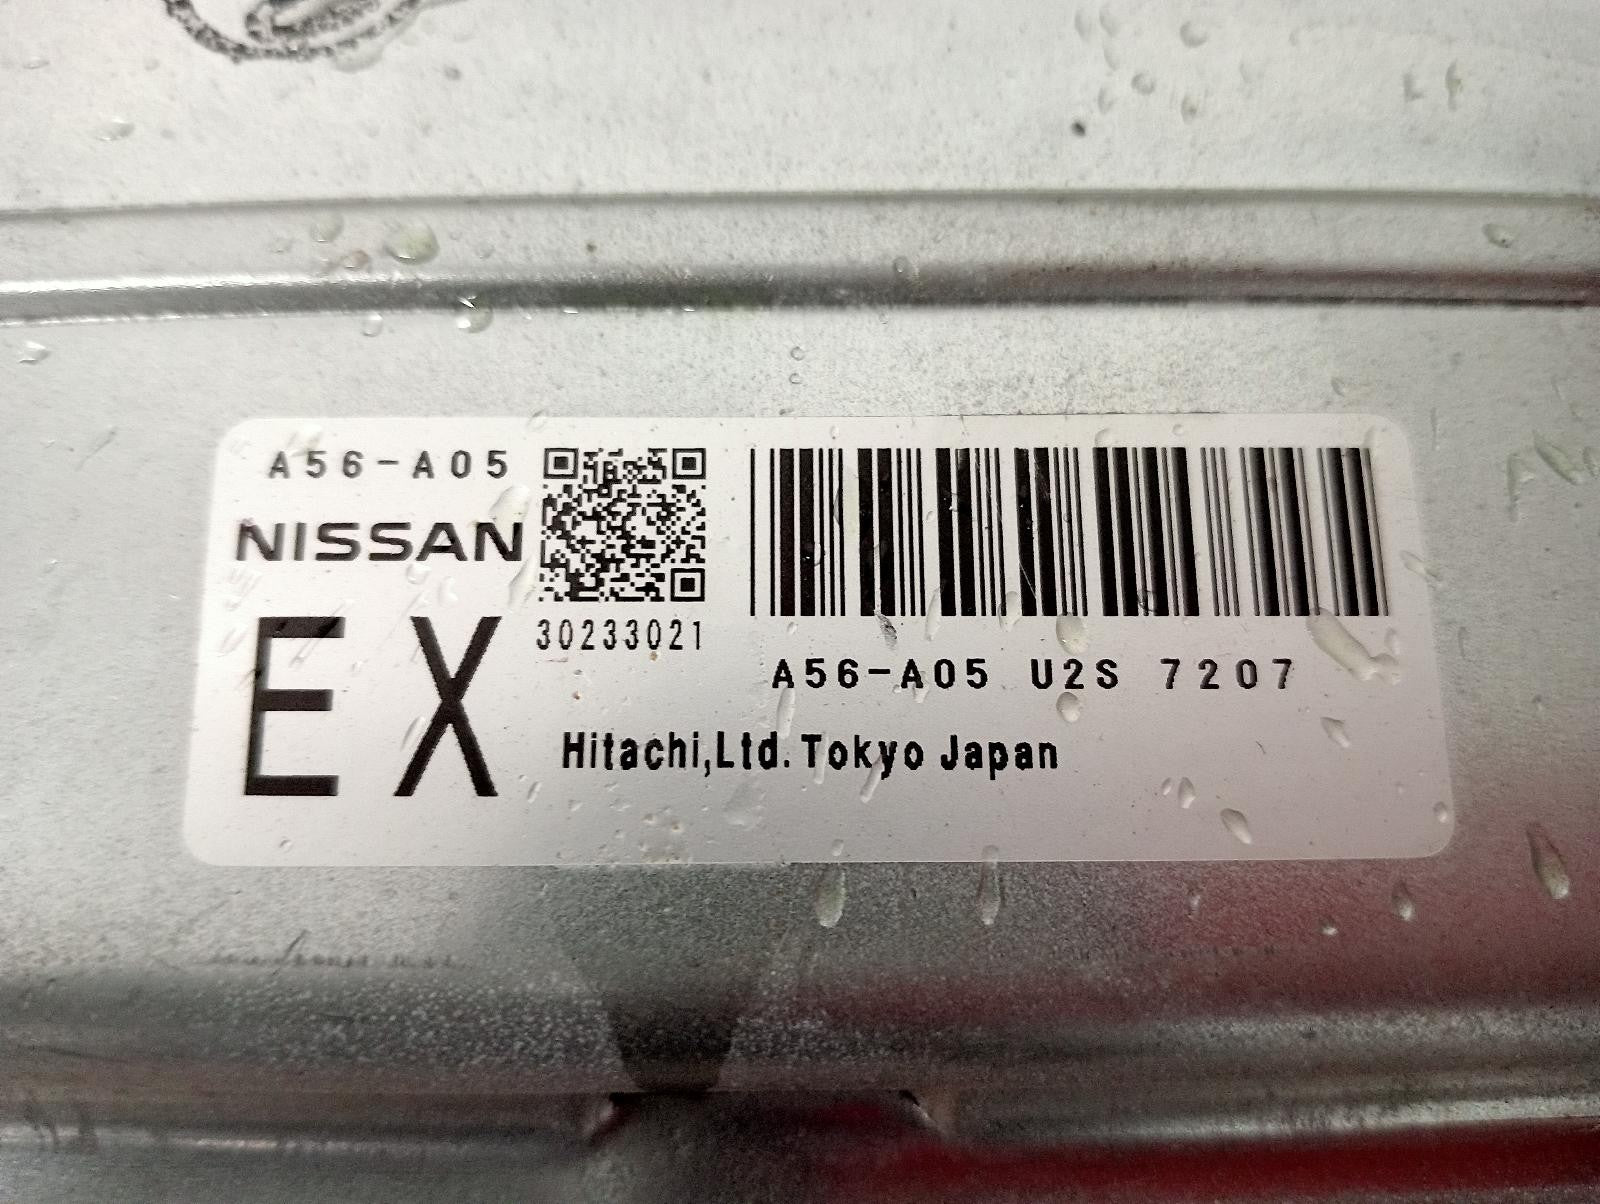 A56-A05
NISSAN
EX
30233021
A56-A05 U2S 7207
Hitachi,Ltd. Tokyo Japan